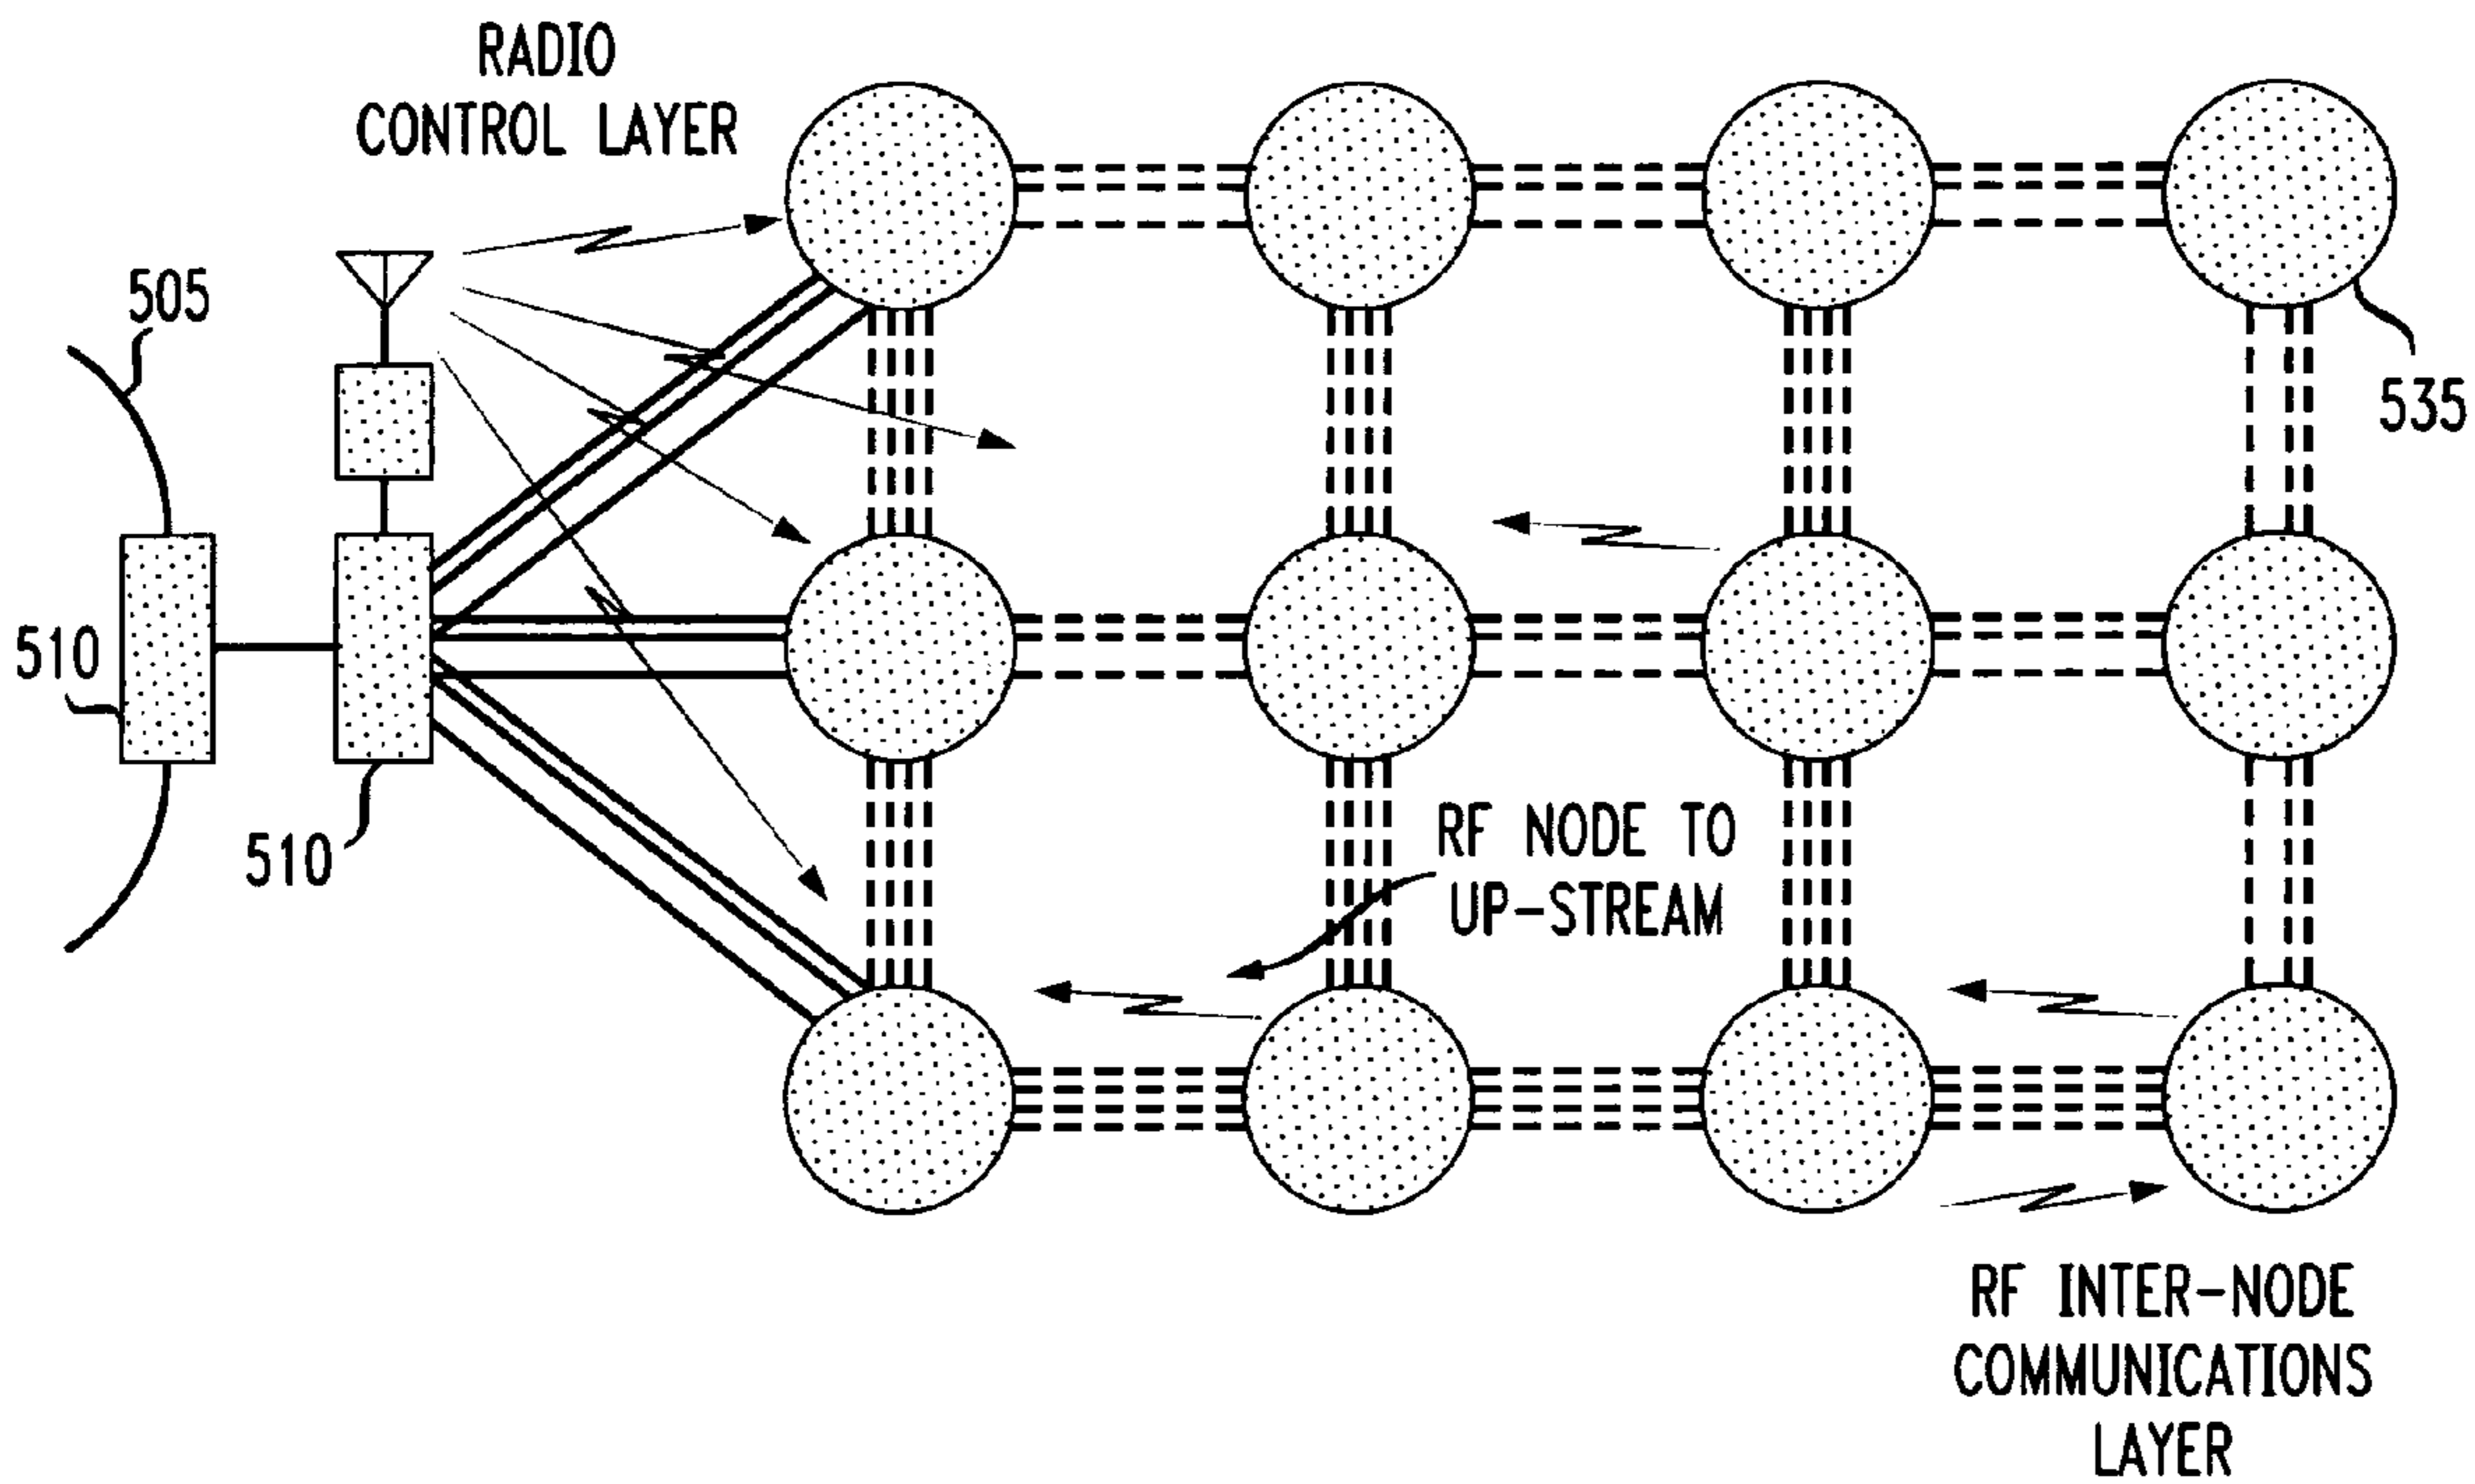 RADIO
CONTROL LAYER
505
535
510
510
RF NODE TO
UP-STREAM
RF INTER-NODE
COMMUNICATIONS
LAYER